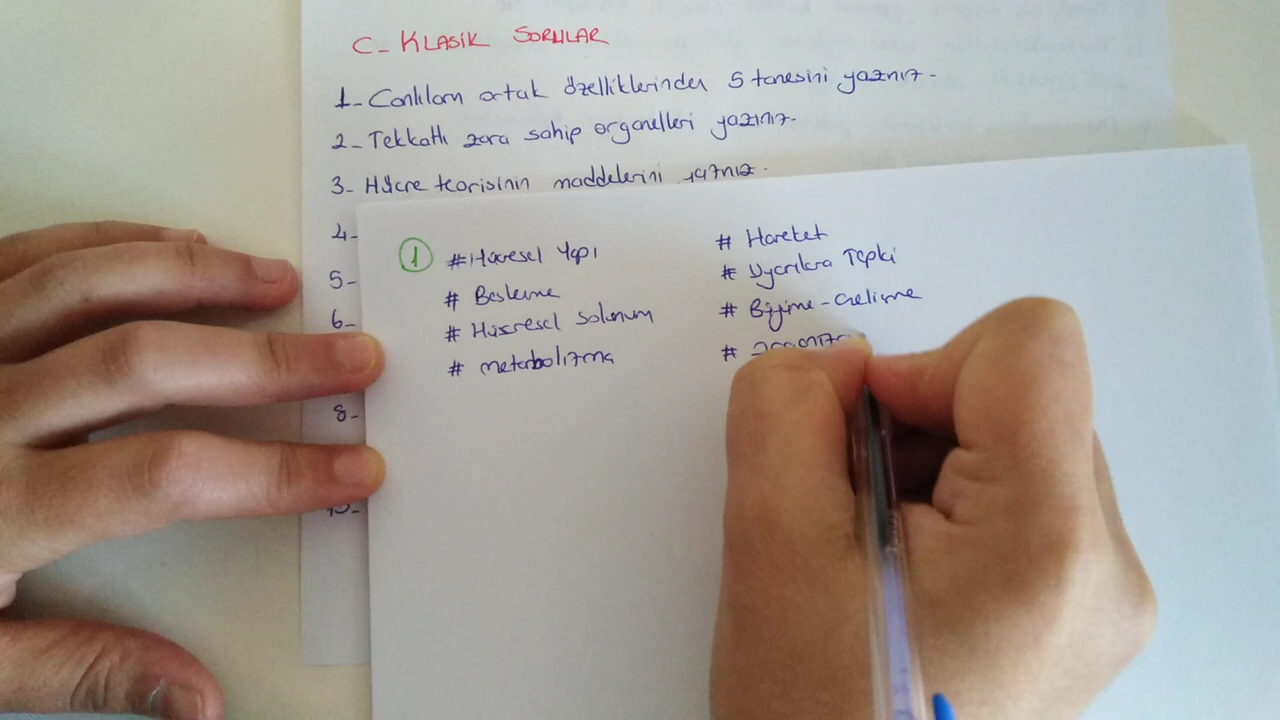 C- KLASİK SORULAR
1- Canlıların ortak özelliklerinden 5 tanesini yazınız.
2- Tekkatlı zara sahip organelleri yazınız.
3- Hücre teorisinin maddelerini yazınız.
4-
5-
6-
8-
10-
1
# Hücresel Yapı
# Beslenme
# Hücresel Solunum
# metabolizma
# Hareket
# Uyarılara Tepki
# Büyüme-Gelişme
#